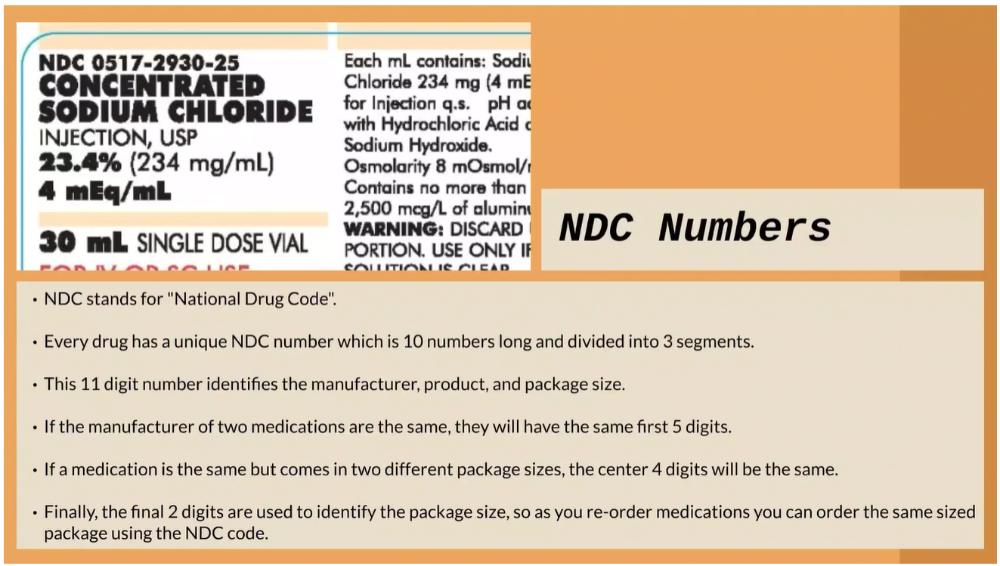 NDC 0517-2930-25
CONCENTRATED
SODIUM CHLORIDE
INJECTION, USP
23.4% (234 mg/mL)
4 mEq/mL
30 mL SINGLE DOSE VIAL
FOR IV OR SC USE
Each mL contains:
Chloride 234 mg (4
for Injection q.s. pH
with Hydrochloric Acid
Sodium Hydroxide.
Osmolarity 8
Contains no more than
2,500 mcg/L of
WARNING: DISCARD
PORTION. USE ONLY
SOLUTION IS CLEAR
NDC Numbers
• NDC stands for "National Drug Code".
• Every drug has a unique NDC number which is 10 numbers long and divided into 3 segments.
• This 11 digit number identifies the manufacturer, product, and package size.
• If the manufacturer of two medications are the same, they will have the same first 5 digits.
• If a medication is the same but comes in two different package sizes, the center 4 digits will be the same.
• Finally, the final 2 digits are used to identify the package size, so as you re-order medications you can order the same sized
package using the NDC code.